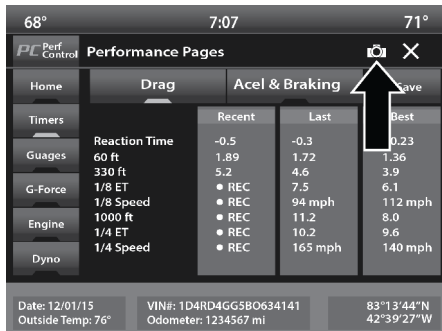 68° 7:07 71°
PC Perf Control Performance Pages
Home Drag Acel & Braking Save
Timers Recent Last Best
Reaction Time -0.5 -0.3 0.23
60 ft 1.89 1.72 1.36
Guages 330 ft 5.2 4.6 3.9
1/8 ET REC 7.5 6.1
G-Force 1/8 Speed REC 94 mph 112 mph
1000 ft REC 11.2 8.0
Engine 1/4 ET REC 10.2 9.6
1/4 Speed REC 165 mph 140 mph
Dyno
Date: 12/01/15 VIN#: 1D4RD4GG5BO634141 83°13'44"N
Outside Temp: 76° Odometer: 1234567 mi 42°39'27"W